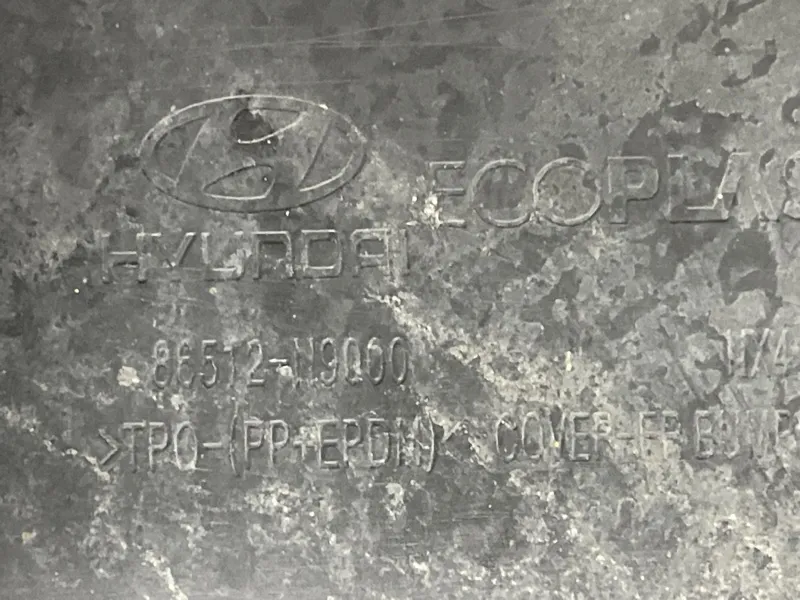 HYUNDAI ECOPLAS
86512-N9000
>TPO-(PP+EPDM)< COVER-FR BUMP